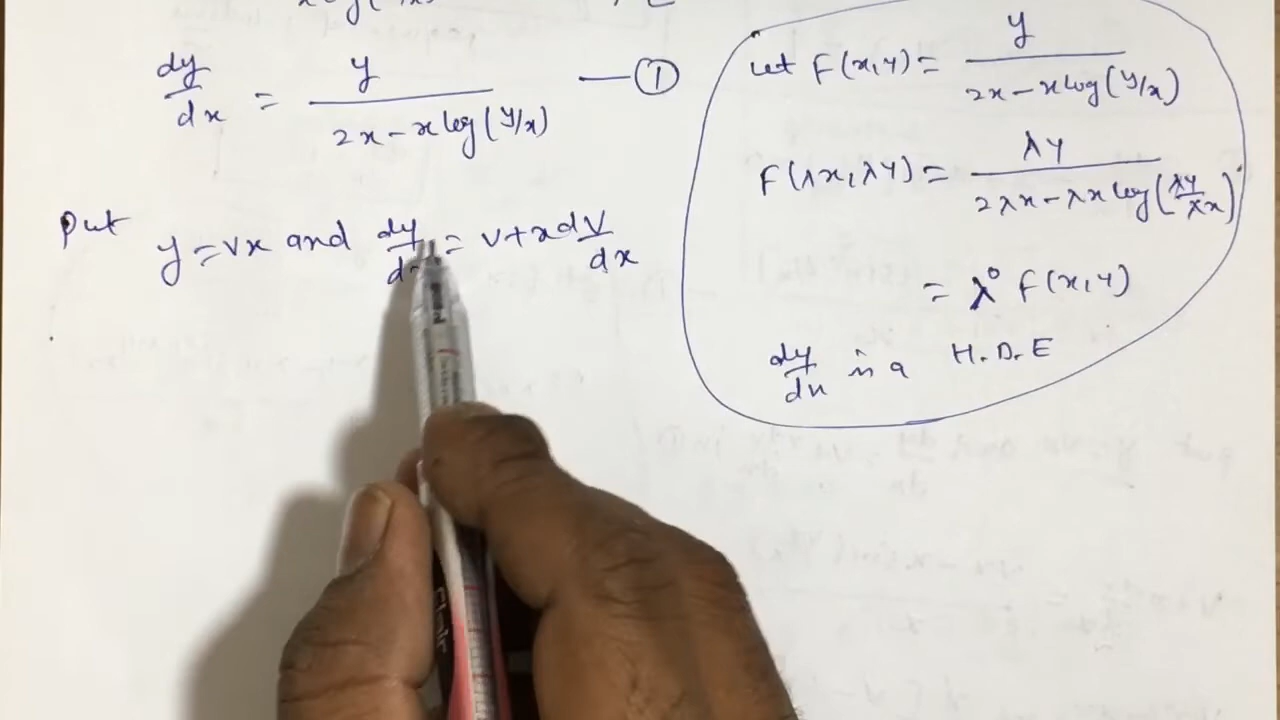 dy/dx = y / (2x - x log(y/x)) — ①
Put y = vx and dy/d = v + x dv/dx
Let F(x,y) = y / (2x - x log(y/x))
F(λx, λy) = λy / (2λx - λx log(λy/λx))
= λ⁰ F(x,y)
dy/dx is a H.D.E